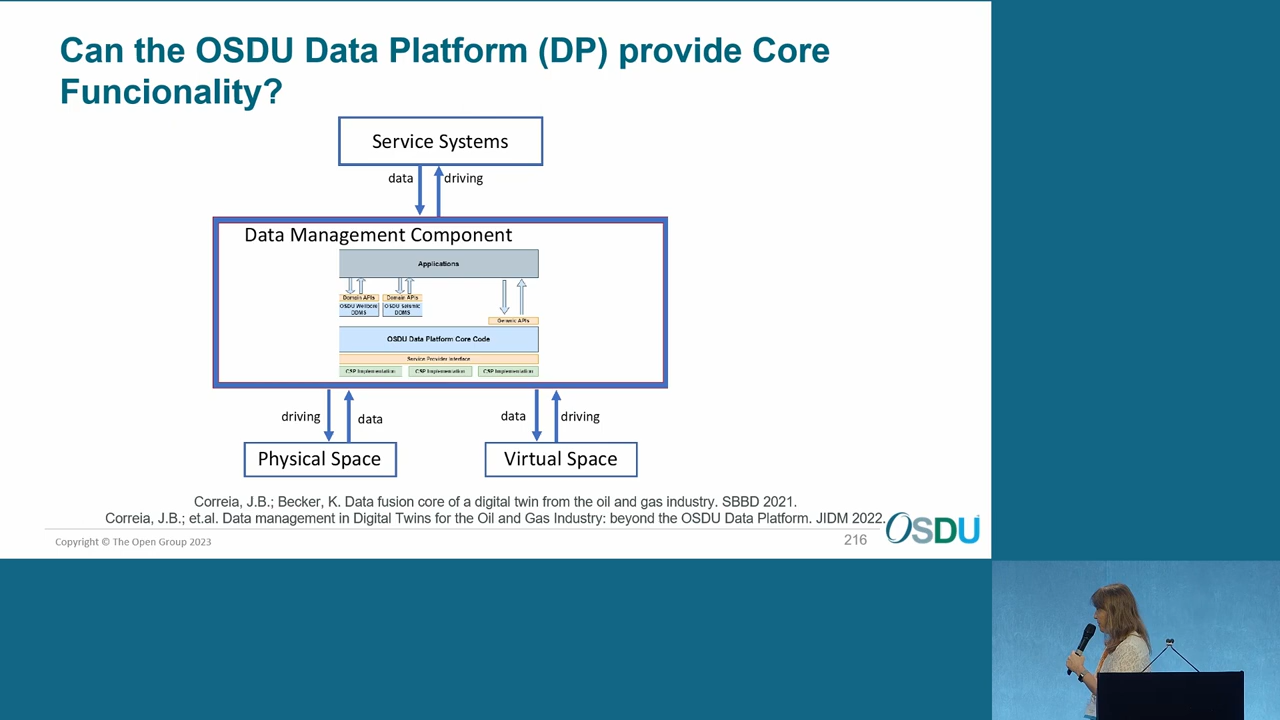 Can the OSDU Data Platform (DP) provide Core
Funcionality?
Service Systems
data
driving
Data Management Component
Applications
Domain APIs
Domain APIs
OSDU Wellbore DDMS
OSDU Seismic DDMS
Generic APIs
OSDU Data Platform Core Code
Service Provider Interface
CSP Implementation
CSP Implementation
CSP Implementation
driving
data
data
driving
Physical Space
Virtual Space
Correia, J.B.; Becker, K. Data fusion core of a digital twin from the oil and gas industry. SBBD 2021.
Correia, J.B.; et.al. Data management in Digital Twins for the Oil and Gas Industry: beyond the OSDU Data Platform. JIDM 2022.
Copyright © The Open Group 2023
216
OSDU